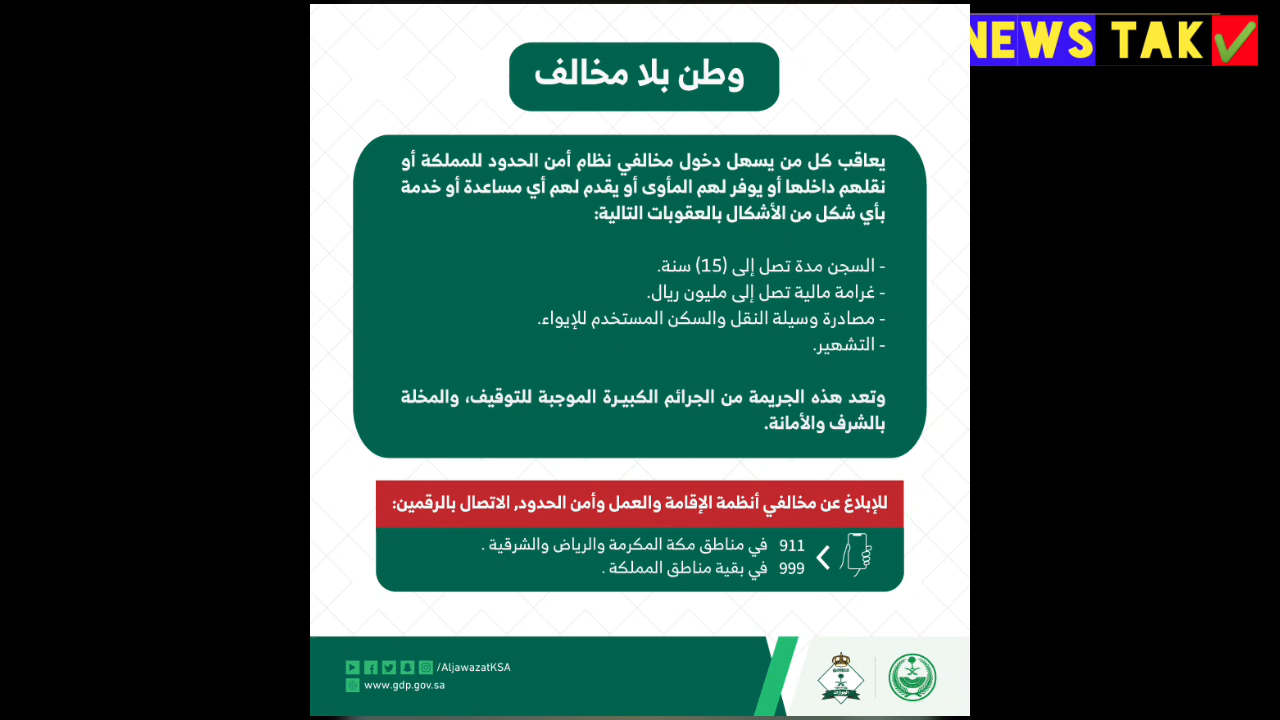 NEWS TAK
وطن بلا مخالف
يعاقب كل من يسهل دخول مخالفي نظام أمن الحدود للمملكة أو
نقلهم داخلها أو يوفر لهم المأوى أو يقدم لهم أي مساعدة أو خدمة
بأي شكل من الأشكال بالعقوبات التالية:
- السجن مدة تصل إلى (15) سنة.
- غرامة مالية تصل إلى مليون ريال.
- مصادرة وسيلة النقل والسكن المستخدم للإيواء.
- التشهير.
وتعد هذه الجريمة من الجرائم الكبيرة الموجبة للتوقيف، والمخلة
بالشرف والأمانة.
للإبلاغ عن مخالفي أنظمة الإقامة والعمل وأمن الحدود, الاتصال بالرقمين:
911 في مناطق مكة المكرمة والرياض والشرقية .
999 في بقية مناطق المملكة .
/AljawazatKSA
www.gdp.gov.sa